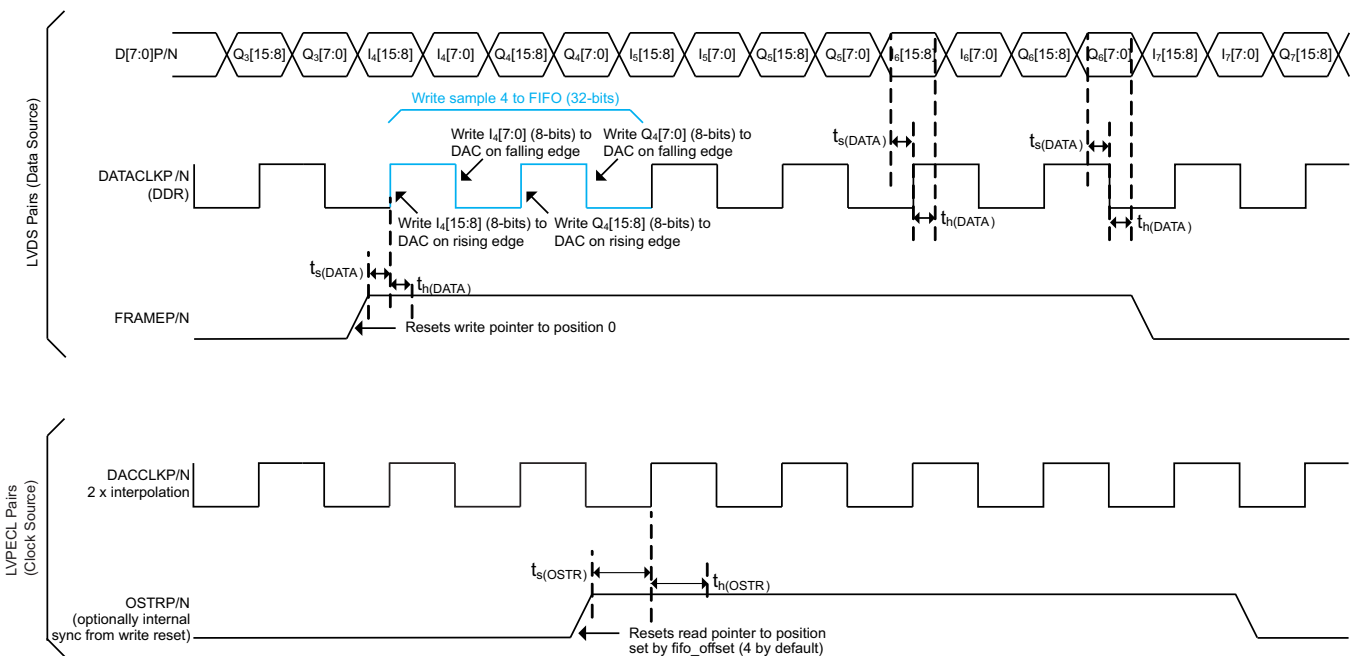 LVDS Pairs (Data Source)
D[7:0]P/N
Q₃[15:8] Q₃[7:0] I₄[15:8] I₄[7:0] Q₄[15:8] Q₄[7:0] I₅[15:8] I₅[7:0] Q₅[15:8] Q₅[7:0] I₆[15:8] I₆[7:0] Q₆[15:8] Q₆[7:0] I₇[15:8] I₇[7:0] Q₇[15:8]
Write sample 4 to FIFO (32-bits)
Write I₄[7:0] (8-bits) to
DAC on falling edge
Write Q₄[7:0] (8-bits) to
DAC on falling edge
ts(DATA)
ts(DATA)
DATACLKP/N
(DDR)
Write I₄[15:8] (8-bits) to
DAC on rising edge
Write Q₄[15:8] (8-bits) to
DAC on rising edge
th(DATA)
th(DATA)
ts(DATA)
th(DATA)
FRAMEP/N
Resets write pointer to position 0
LVPECL Pairs
(Clock Source)
DACCLKP/N
2 x interpolation
ts(OSTR)
th(OSTR)
OSTRP/N
(optionally internal
sync from write reset)
Resets read pointer to position
set by fifo_offset (4 by default)